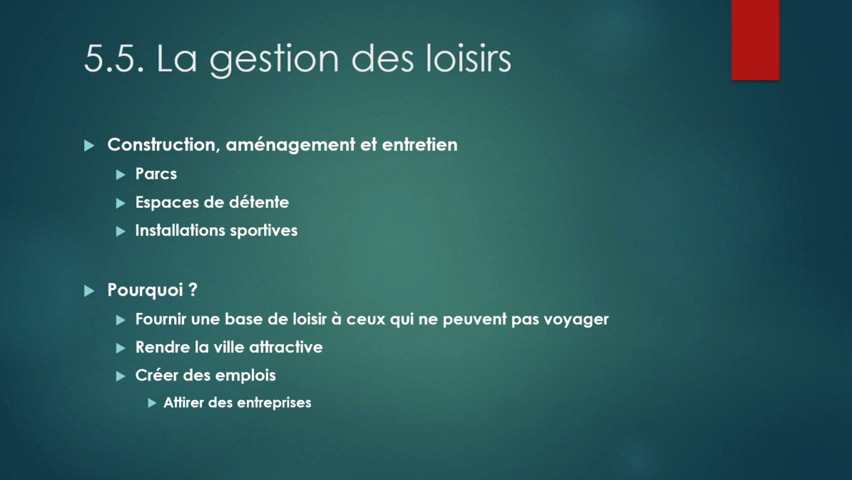 5.5. La gestion des loisirs
Construction, aménagement et entretien
Parcs
Espaces de détente
Installations sportives
Pourquoi ?
Fournir une base de loisir à ceux qui ne peuvent pas voyager
Rendre la ville attractive
Créer des emplois
Attirer des entreprises